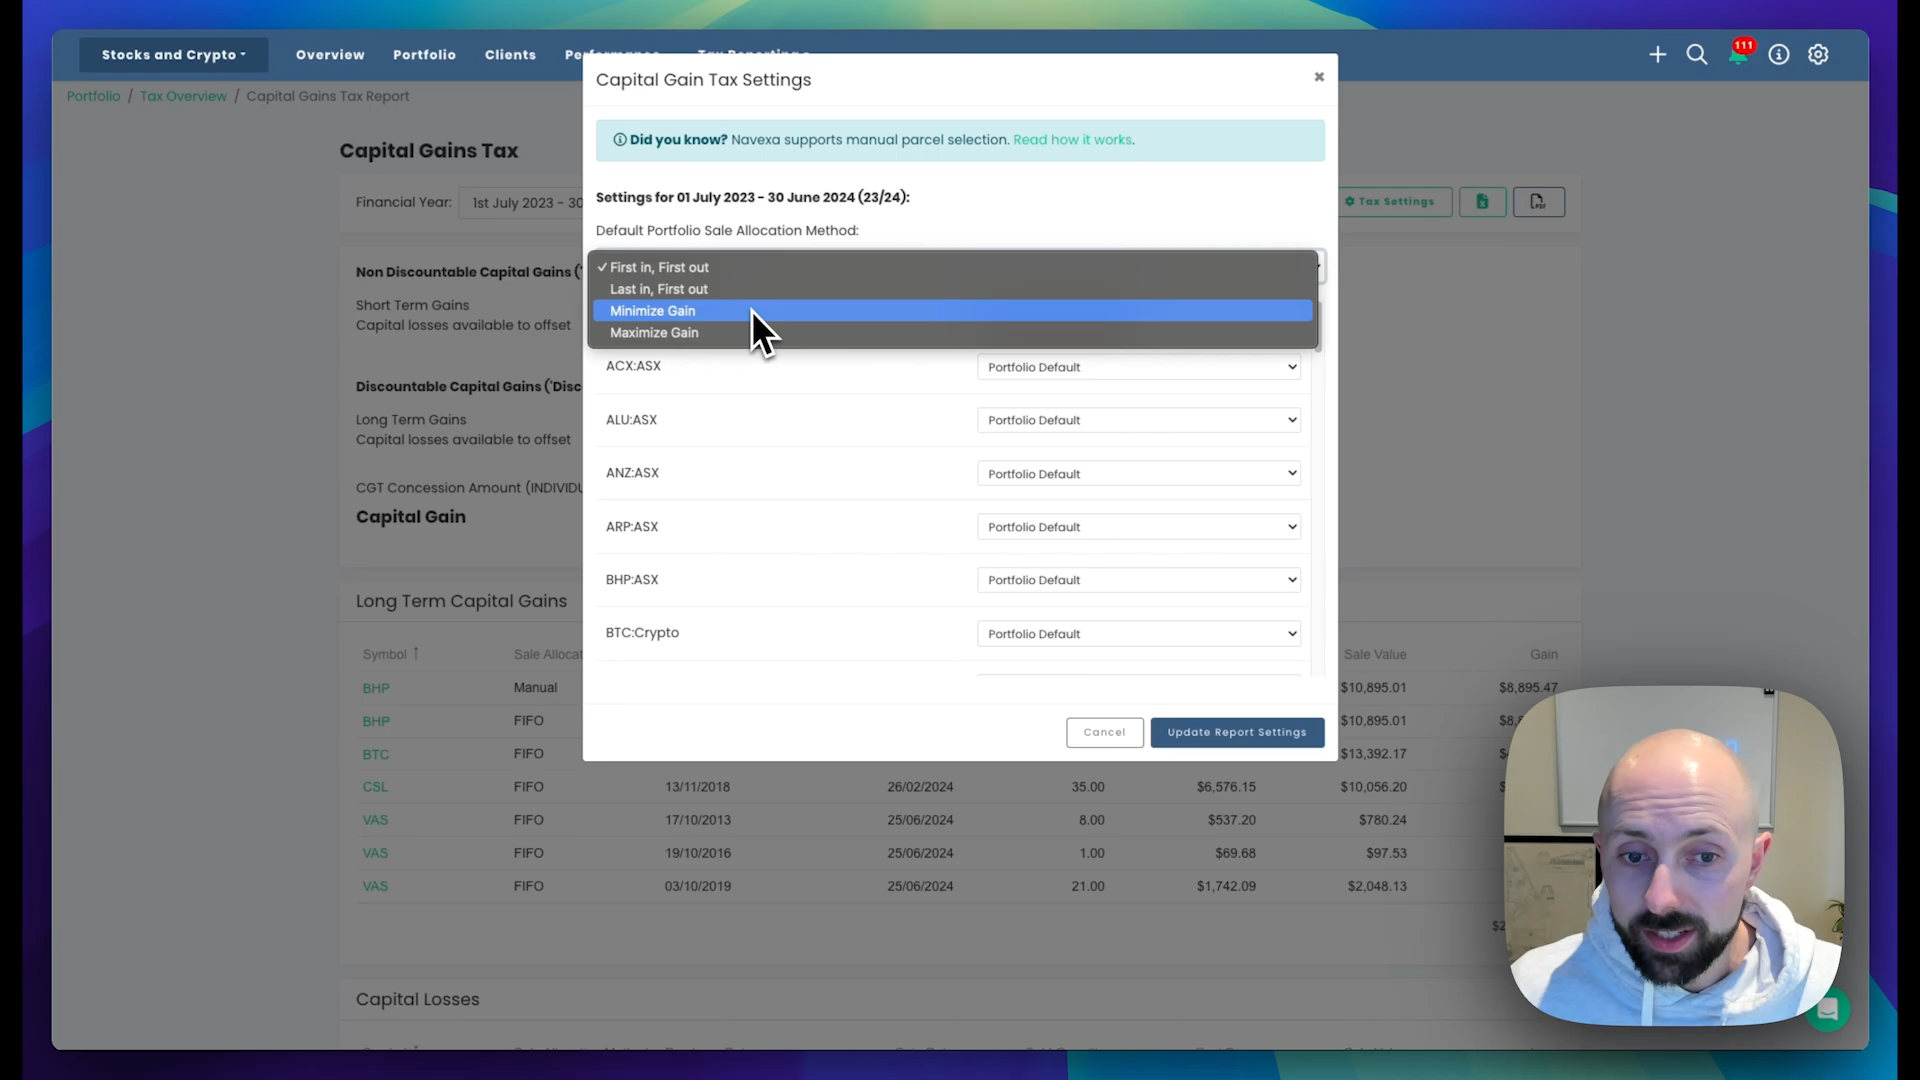 Stocks and Crypto
Overview
Portfolio
Clients
111
Portfolio / Tax Overview / Capital Gains Tax Report
Capital Gain Tax Settings
Did you know? Navexa supports manual parcel selection. Read how it works.
Settings for 01 July 2023 - 30 June 2024 (23/24):
Default Portfolio Sale Allocation Method:
✓ First in, First out
Last in, First out
Minimize Gain
Maximize Gain
ACX:ASX Portfolio Default
ALU:ASX Portfolio Default
ANZ:ASX Portfolio Default
ARP:ASX Portfolio Default
BHP:ASX Portfolio Default
BTC:Crypto Portfolio Default
Cancel
Update Report Settings
Capital Gains Tax
Financial Year: 1st July 2023 - 30
Tax Settings
Non Discountable Capital Gains
Short Term Gains
Capital losses available to offset
Discountable Capital Gains
Long Term Gains
Capital losses available to offset
CGT Concession Amount
Capital Gain
Long Term Capital Gains
Symbol Sale Value Gain
BHP Manual $10,895.01 $8,895.47
BHP FIFO $10,895.01
BTC FIFO $13,392.17
CSL FIFO 13/11/2018 26/02/2024 35.00 $6,576.15 $10,056.20
VAS FIFO 17/10/2013 25/06/2024 8.00 $537.20 $780.24
VAS FIFO 19/10/2016 25/06/2024 1.00 $69.68 $97.53
VAS FIFO 03/10/2019 25/06/2024 21.00 $1,742.09 $2,048.13
Capital Losses